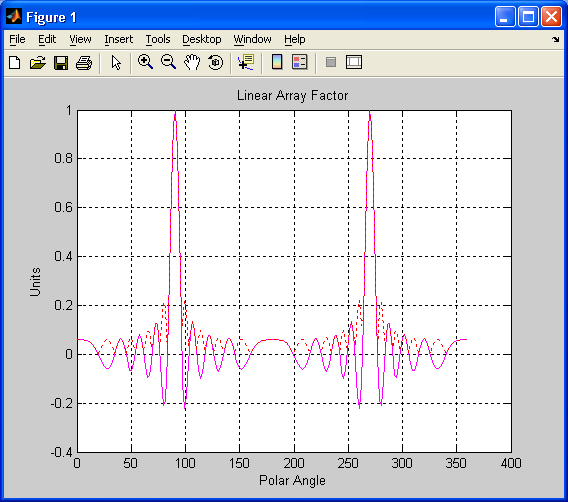 Figure 1
File Edit View Insert Tools Desktop Window Help
Linear Array Factor
1
0.8
0.6
0.4
0.2
0
-0.2
-0.4
Units
0 50 100 150 200 250 300 350 400
Polar Angle